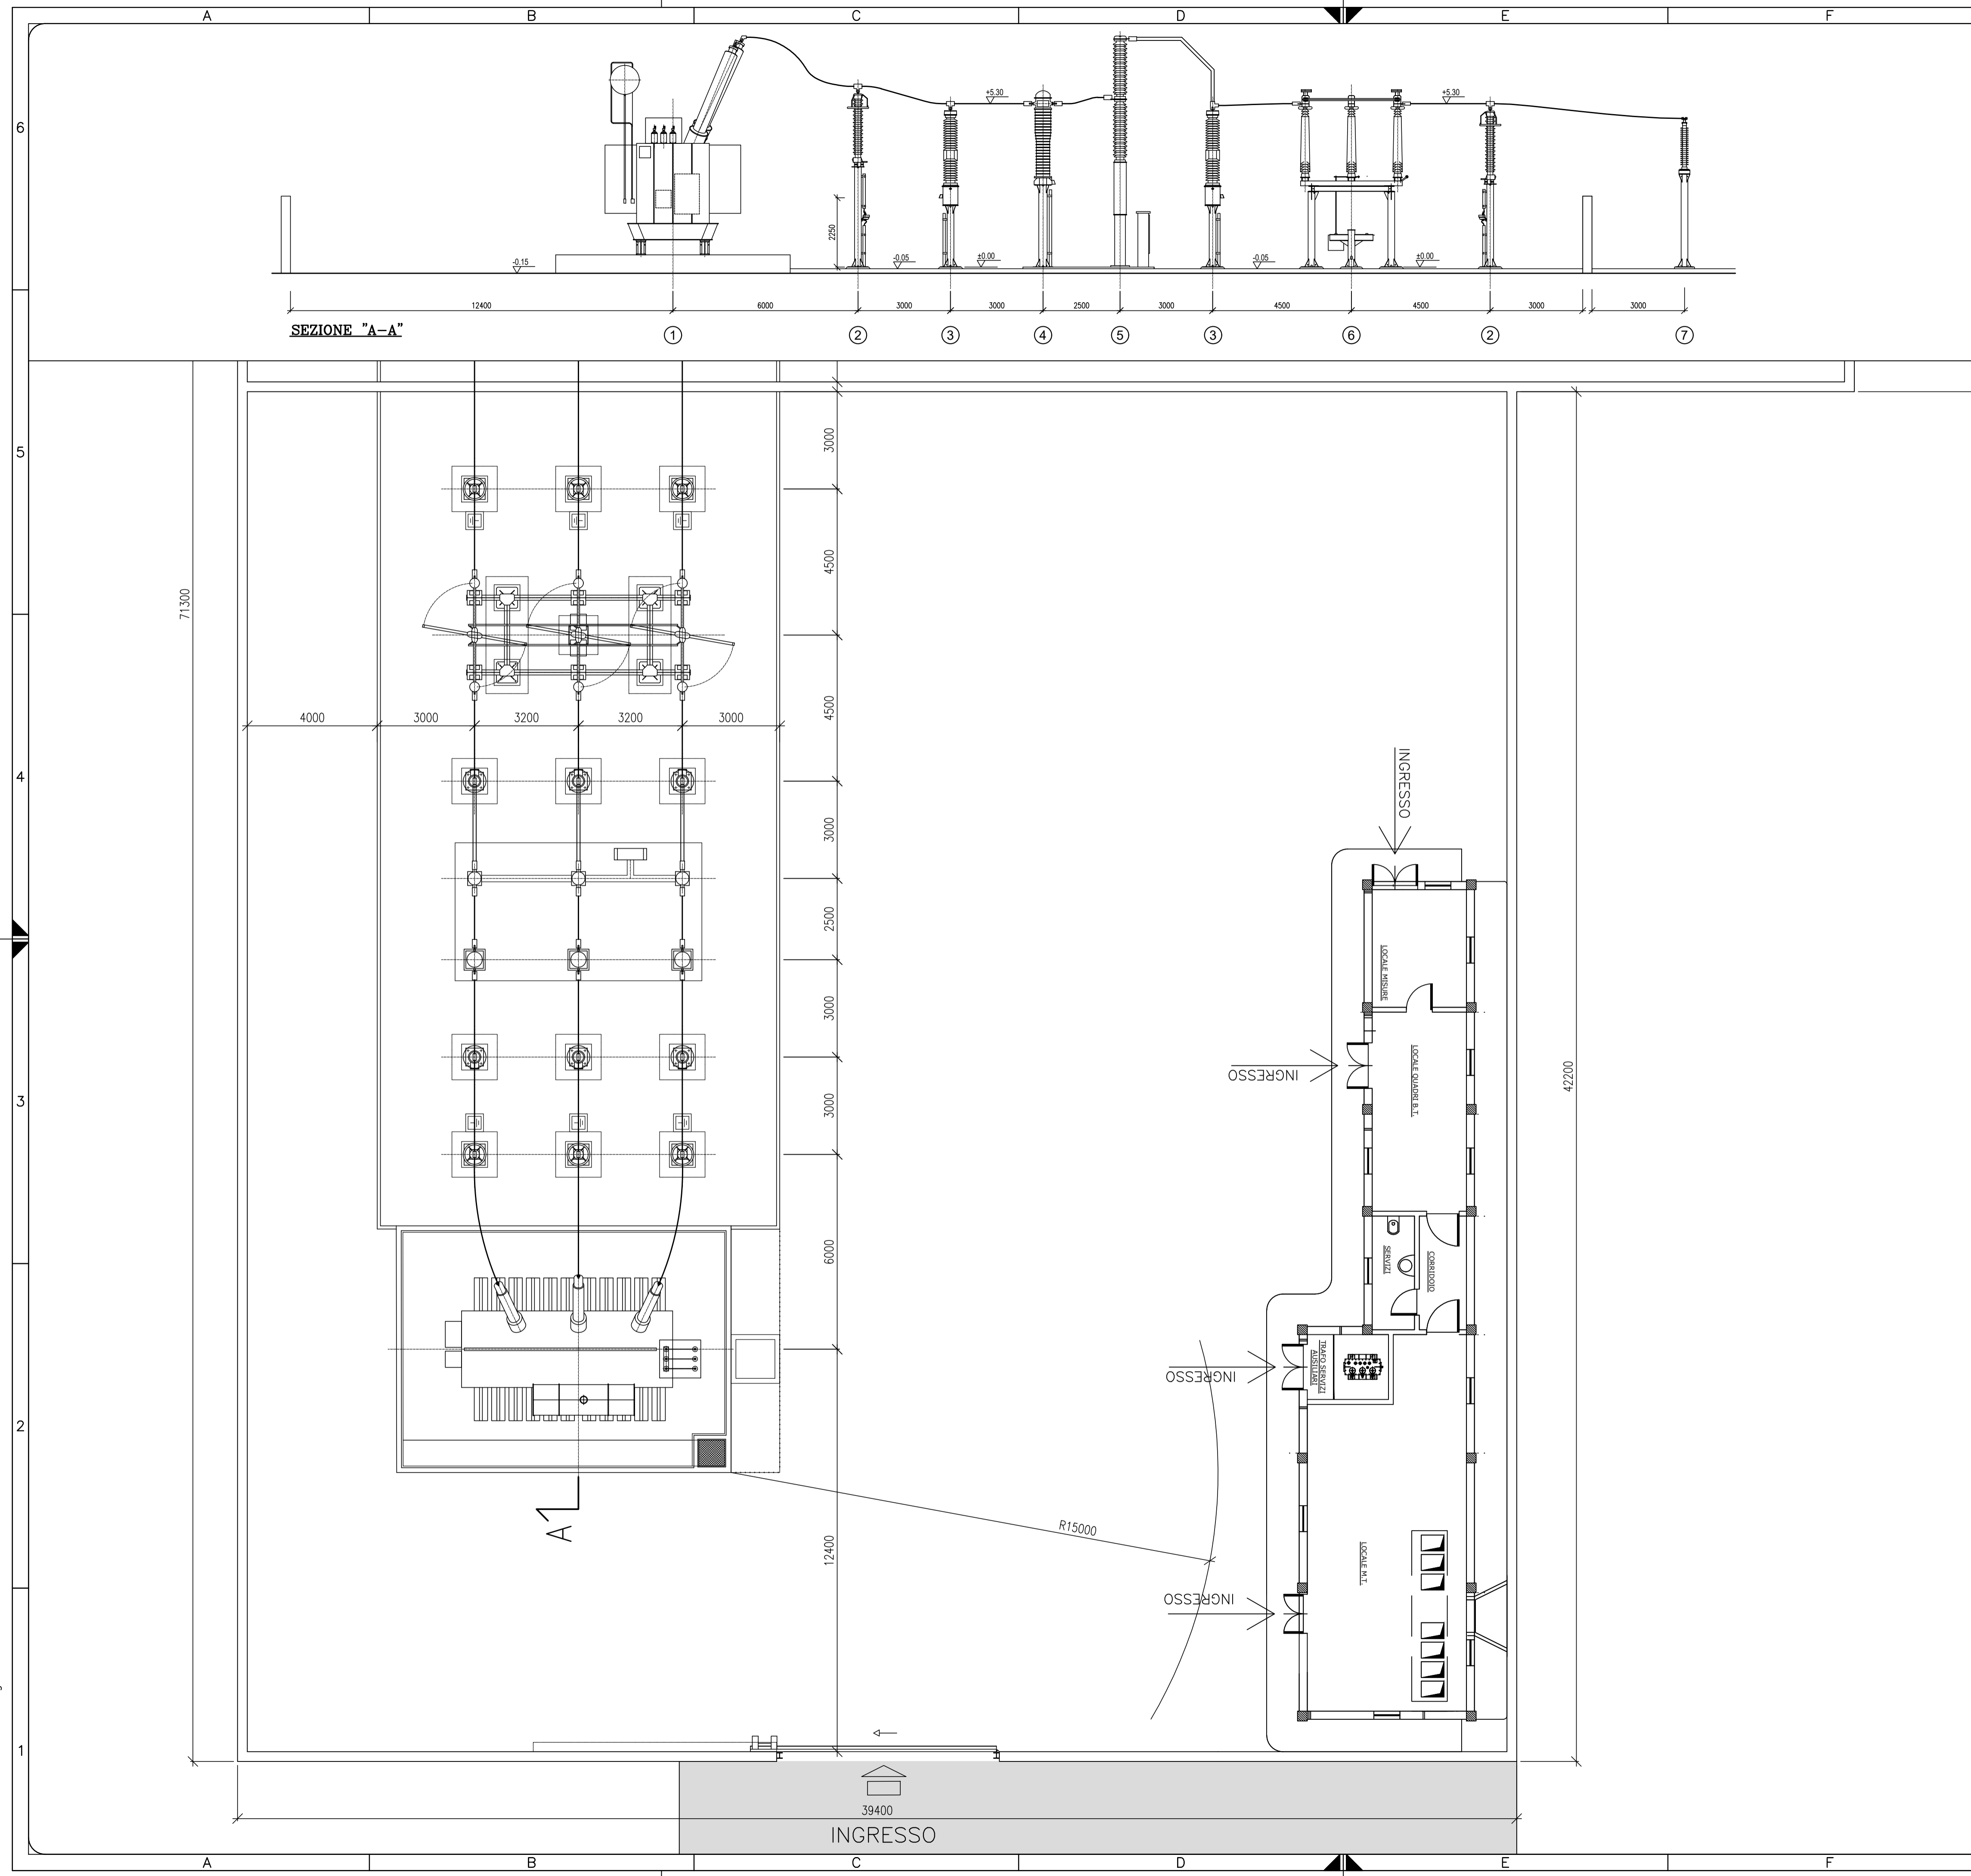 A B C D E F
6
5
4
3
2
1
+5.30
+5.30
2250
-0.15
-0.05
±0.00
-0.05
±0.00
12400 6000 3000 3000 2500 3000 4500 4500 3000 3000
SEZIONE "A-A"
1 2 3 4 5 3 6 2 7
71300
3000
4500
4500
3000
2500
3000
3000
6000
12400
4000 3000 3200 3200 3000
42200
INGRESSO
LOCALE MISURE
INGRESSO
LOCALE QUADRI B.T.
SERVIZI
CORRIDOIO
INGRESSO
TRAFO SERVIZI
AUSILIARI
A
R15000
LOCALE M.T.
INGRESSO
39400
INGRESSO
A B C D E F